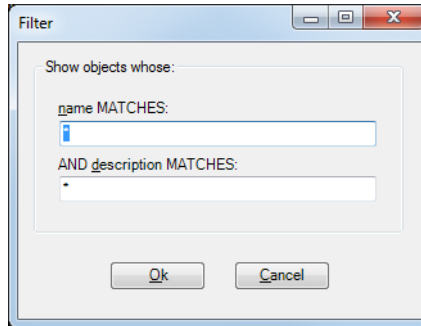 Filter
Show objects whose:
name MATCHES:
*
AND description MATCHES:
*
Ok
Cancel